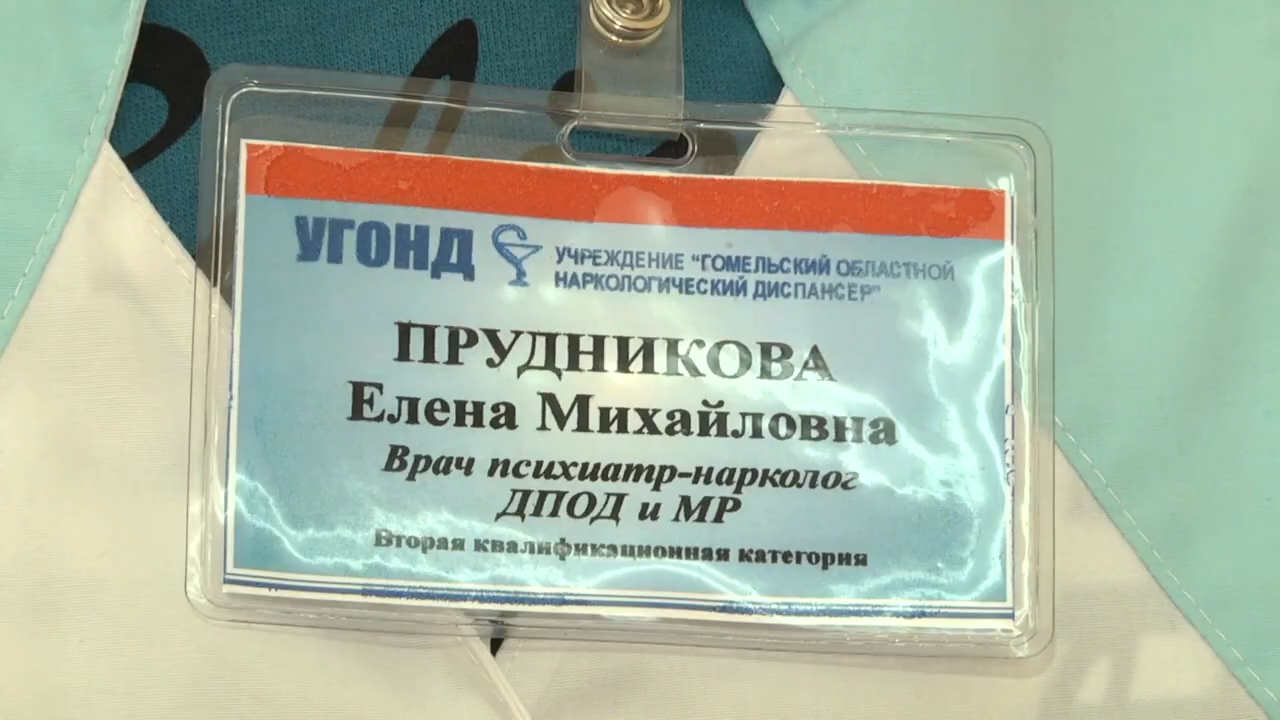 УГОНД
УЧРЕЖДЕНИЕ "ГОМЕЛЬСКИЙ ОБЛАСТНОЙ
НАРКОЛОГИЧЕСКИЙ ДИСПАНСЕР"
ПРУДНИКОВА
Елена Михайловна
Врач психиатр-нарколог
ДПОД и МР
Вторая квалификационная категория